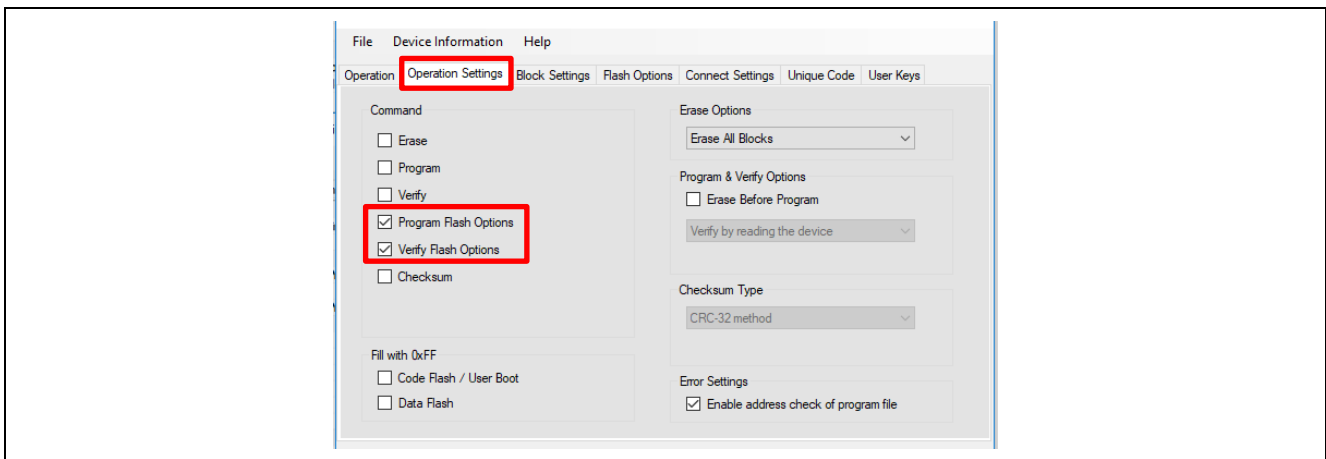 File Device Information Help
Operation Operation Settings Block Settings Flash Options Connect Settings Unique Code User Keys
Command
Erase
Program
Verify
Program Flash Options
Verify Flash Options
Checksum
Fill with 0xFF
Code Flash / User Boot
Data Flash
Erase Options
Erase All Blocks
Program & Verify Options
Erase Before Program
Verify by reading the device
Checksum Type
CRC-32 method
Error Settings
Enable address check of program file